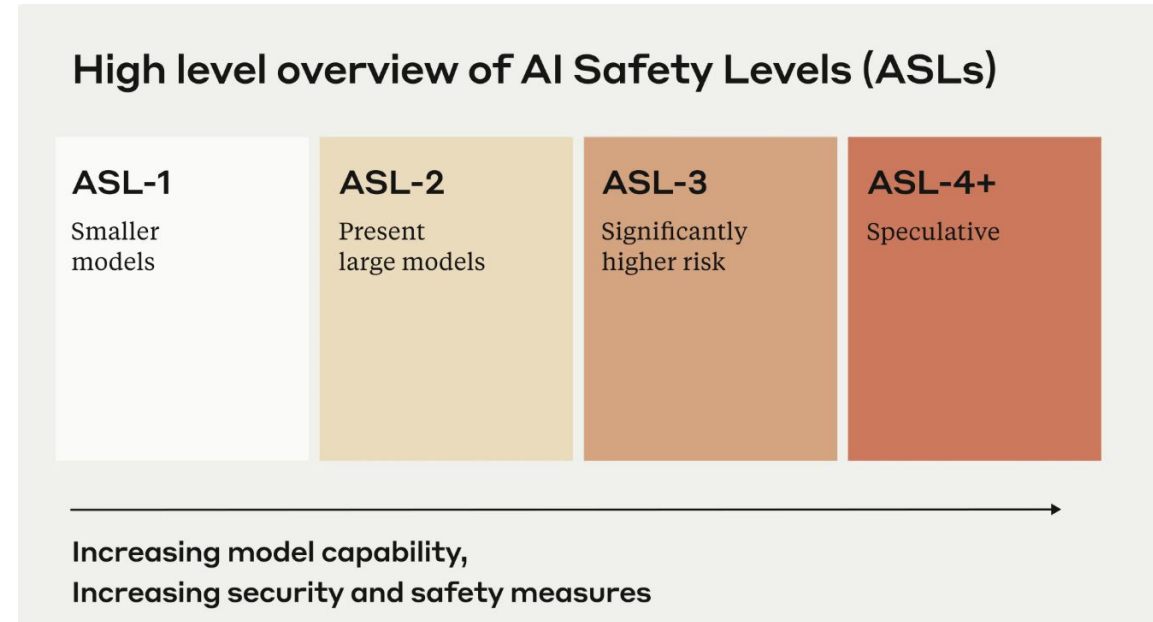 High level overview of AI Safety Levels (ASLs)
ASL-1
Smaller
models
ASL-2
Present
large models
ASL-3
Significantly
higher risk
ASL-4+
Speculative
Increasing model capability,
Increasing security and safety measures